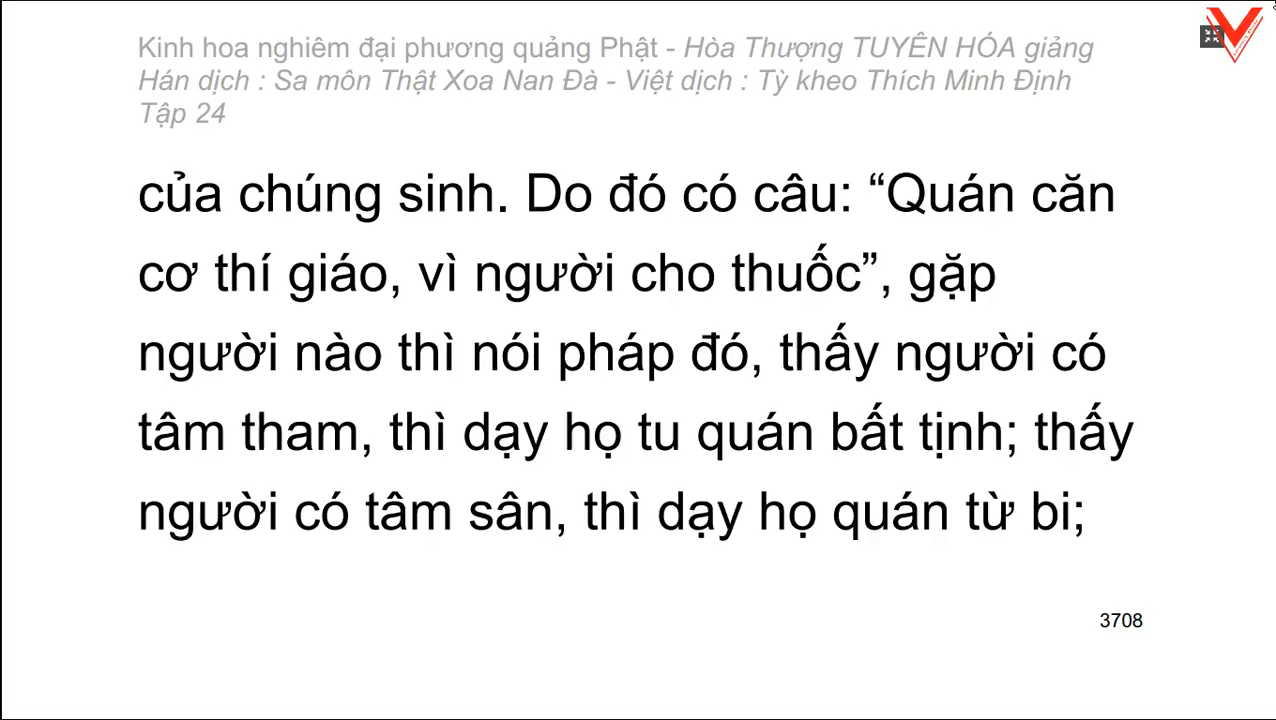 Kinh hoa nghiêm đại phương quảng Phật - Hòa Thượng TUYÊN HÓA giảng
Hán dịch : Sa môn Thật Xoa Nan Đà - Việt dịch : Tỳ kheo Thích Minh Định
Tập 24
của chúng sinh. Do đó có câu: “Quán căn
cơ thí giáo, vì người cho thuốc”, gặp
người nào thì nói pháp đó, thấy người có
tâm tham, thì dạy họ tu quán bất tịnh; thấy
người có tâm sân, thì dạy họ quán từ bi;
3708